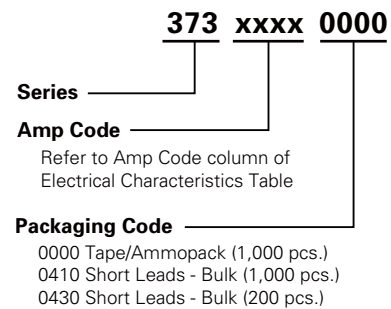 373 xxxx 0000
Series
Amp Code
Refer to Amp Code column of
Electrical Characteristics Table
Packaging Code
0000 Tape/Ammopack (1,000 pcs.)
0410 Short Leads - Bulk (1,000 pcs.)
0430 Short Leads - Bulk (200 pcs.)